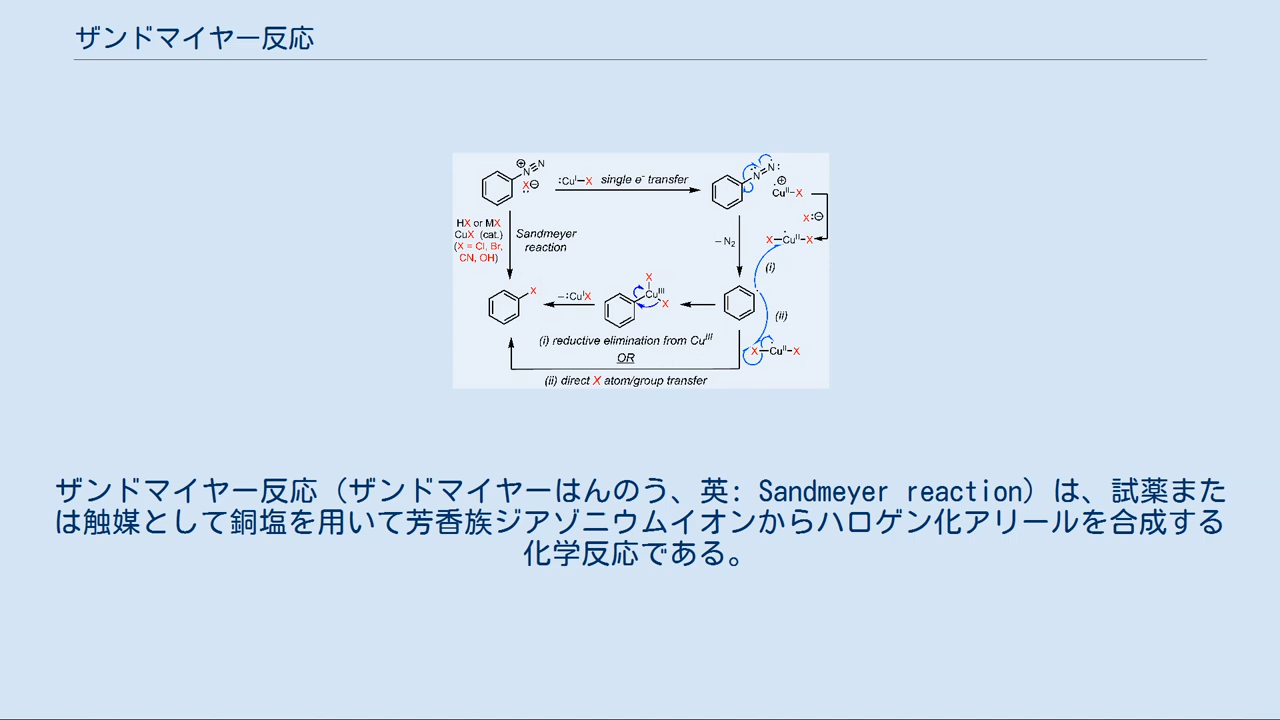 ザンドマイヤー反応
⊕
N≡N
X⊖
:CuI–X single e- transfer
N=N:
⊕
CuII–X
X:⊖
HX or MX
CuX (cat.)
(X = Cl, Br,
CN, OH)
Sandmeyer
reaction
– N2
X–CuII–X
(i)
X
– :CuIX
X
CuIII
X
(ii)
(i) reductive elimination from CuIII
OR
X–CuII–X
(ii) direct X atom/group transfer
ザンドマイヤー反応（ザンドマイヤーはんのう、英: Sandmeyer reaction）は、試薬また
は触媒として銅塩を用いて芳香族ジアゾニウムイオンからハロゲン化アリールを合成する
化学反応である。